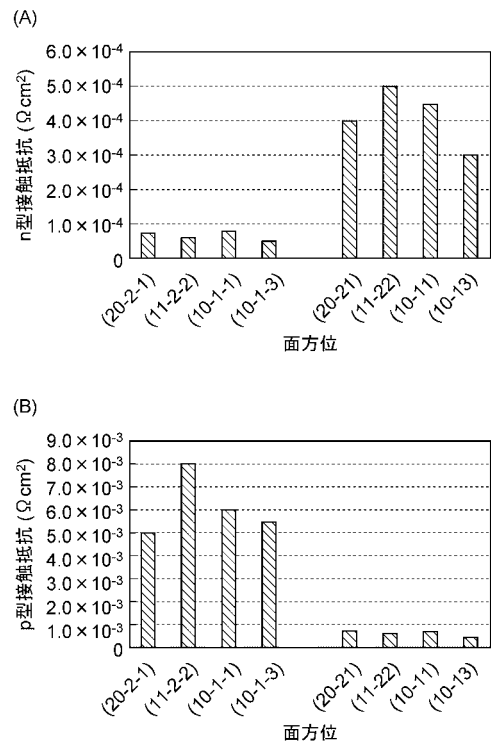 (A)
n型接触抵抗 (Ωcm²)
6.0×10⁻⁴
5.0×10⁻⁴
4.0×10⁻⁴
3.0×10⁻⁴
2.0×10⁻⁴
1.0×10⁻⁴
0
(20-2-1) (11-2-2) (10-1-1) (10-1-3) (20-21) (11-22) (10-11) (10-13)
面方位
(B)
p型接触抵抗 (Ωcm²)
9.0×10⁻³
8.0×10⁻³
7.0×10⁻³
6.0×10⁻³
5.0×10⁻³
4.0×10⁻³
3.0×10⁻³
2.0×10⁻³
1.0×10⁻³
0
(20-2-1) (11-2-2) (10-1-1) (10-1-3) (20-21) (11-22) (10-11) (10-13)
面方位